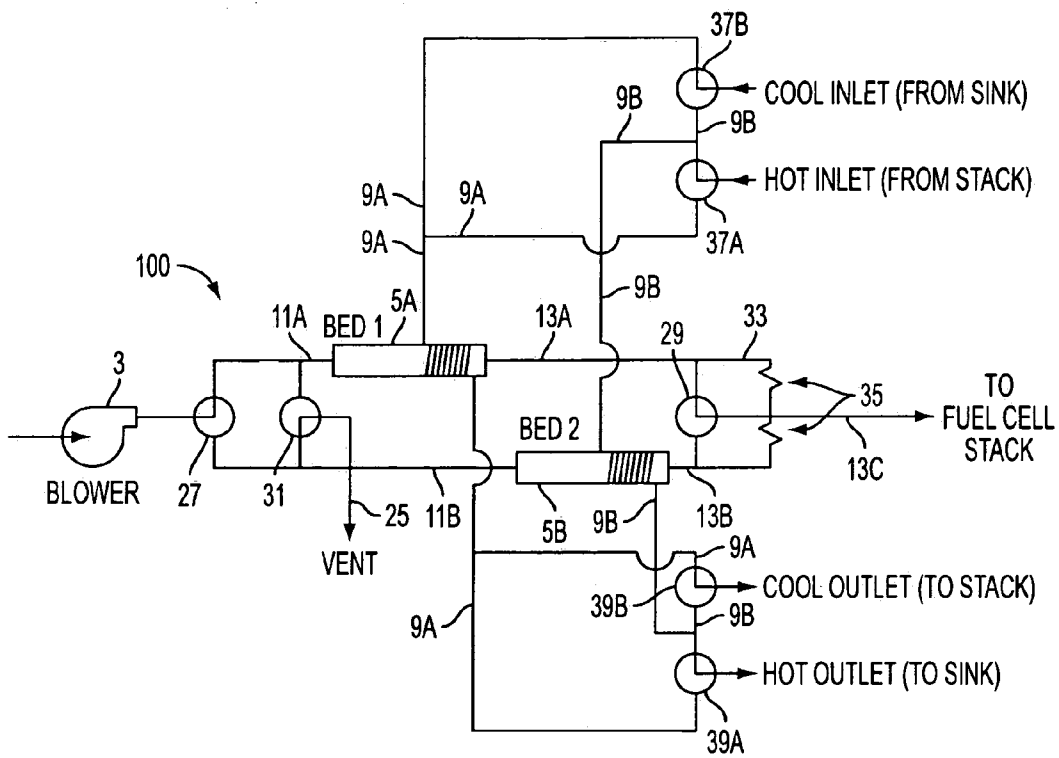 37B
COOL INLET (FROM SINK)
9B
9B
HOT INLET (FROM STACK)
9A
9A
37A
9A
100
9B
5A
11A
BED 1
13A
29
33
3
35
TO
FUEL CELL
STACK
BED 2
13C
BLOWER
27
31
25
11B
5B
9B
13B
VENT
9A
COOL OUTLET (TO STACK)
39B
9A
9B
HOT OUTLET (TO SINK)
39A